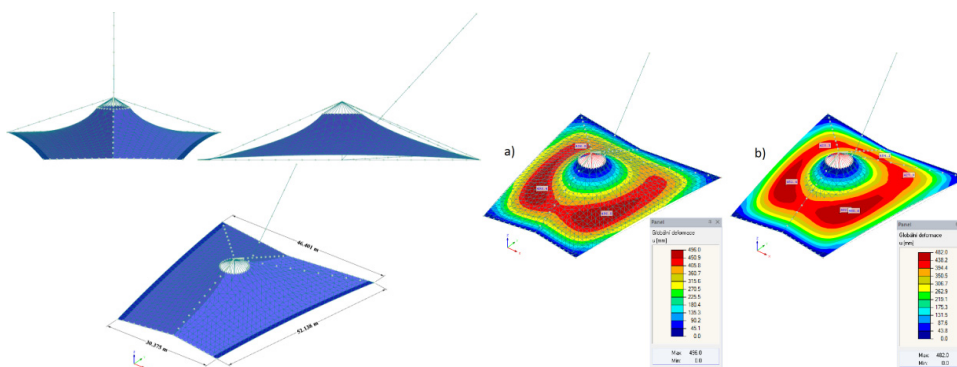 46.401 m
52.138 m
30.375 m
a)
Panel
Globální deformace
u [mm]
496.0
450.9
405.8
360.7
315.6
270.5
225.5
180.4
135.3
90.2
45.1
0.0
Max: 496.0
Min: 0.0
b)
Panel
Globální deformace
u [mm]
482.0
438.2
394.4
350.5
306.7
262.9
219.1
175.3
131.5
87.6
43.8
0.0
Max: 482.0
Min: 0.0